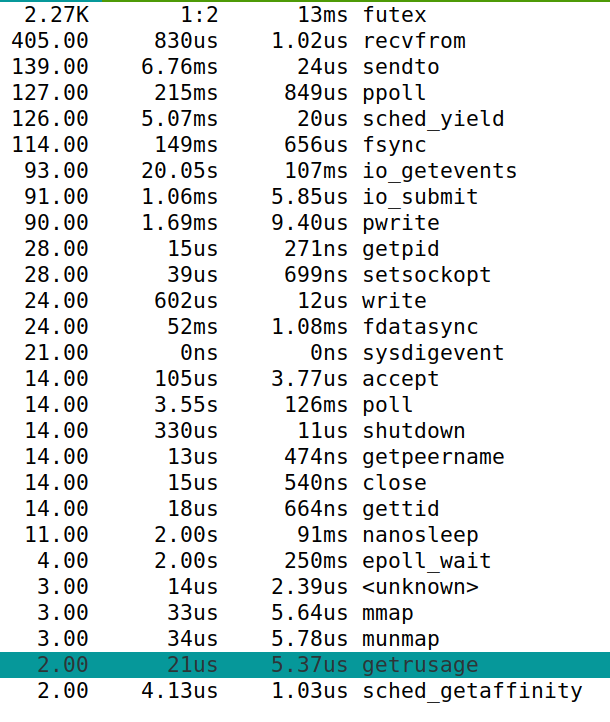 2.27K 1:2 13ms futex
405.00 830us 1.02us recvfrom
139.00 6.76ms 24us sendto
127.00 215ms 849us ppoll
126.00 5.07ms 20us sched_yield
114.00 149ms 656us fsync
93.00 20.05s 107ms io_getevents
91.00 1.06ms 5.85us io_submit
90.00 1.69ms 9.40us pwrite
28.00 15us 271ns getpid
28.00 39us 699ns setsockopt
24.00 602us 12us write
24.00 52ms 1.08ms fdatasync
21.00 0ns 0ns sysdigevent
14.00 105us 3.77us accept
14.00 3.55s 126ms poll
14.00 330us 11us shutdown
14.00 13us 474ns getpeername
14.00 15us 540ns close
14.00 18us 664ns gettid
11.00 2.00s 91ms nanosleep
4.00 2.00s 250ms epoll_wait
3.00 14us 2.39us <unknown>
3.00 33us 5.64us mmap
3.00 34us 5.78us munmap
2.00 21us 5.37us getrusage
2.00 4.13us 1.03us sched_getaffinity